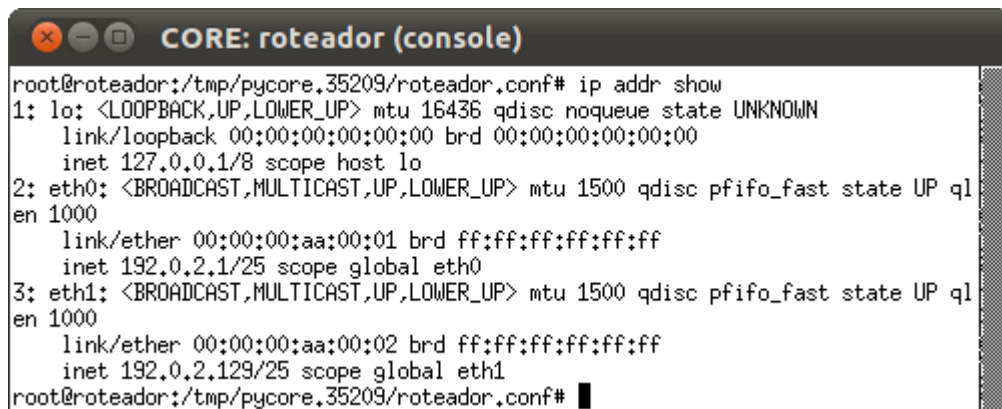 CORE: roteador (console)
root@roteador:/tmp/pycore.35209/roteador.conf# ip addr show
1: lo: <LOOPBACK,UP,LOWER_UP> mtu 16436 qdisc noqueue state UNKNOWN
    link/loopback 00:00:00:00:00:00 brd 00:00:00:00:00:00
    inet 127.0.0.1/8 scope host lo
2: eth0: <BROADCAST,MULTICAST,UP,LOWER_UP> mtu 1500 qdisc pfifo_fast state UP ql
en 1000
    link/ether 00:00:00:aa:00:01 brd ff:ff:ff:ff:ff:ff
    inet 192.0.2.1/25 scope global eth0
3: eth1: <BROADCAST,MULTICAST,UP,LOWER_UP> mtu 1500 qdisc pfifo_fast state UP ql
en 1000
    link/ether 00:00:00:aa:00:02 brd ff:ff:ff:ff:ff:ff
    inet 192.0.2.129/25 scope global eth1
root@roteador:/tmp/pycore.35209/roteador.conf#